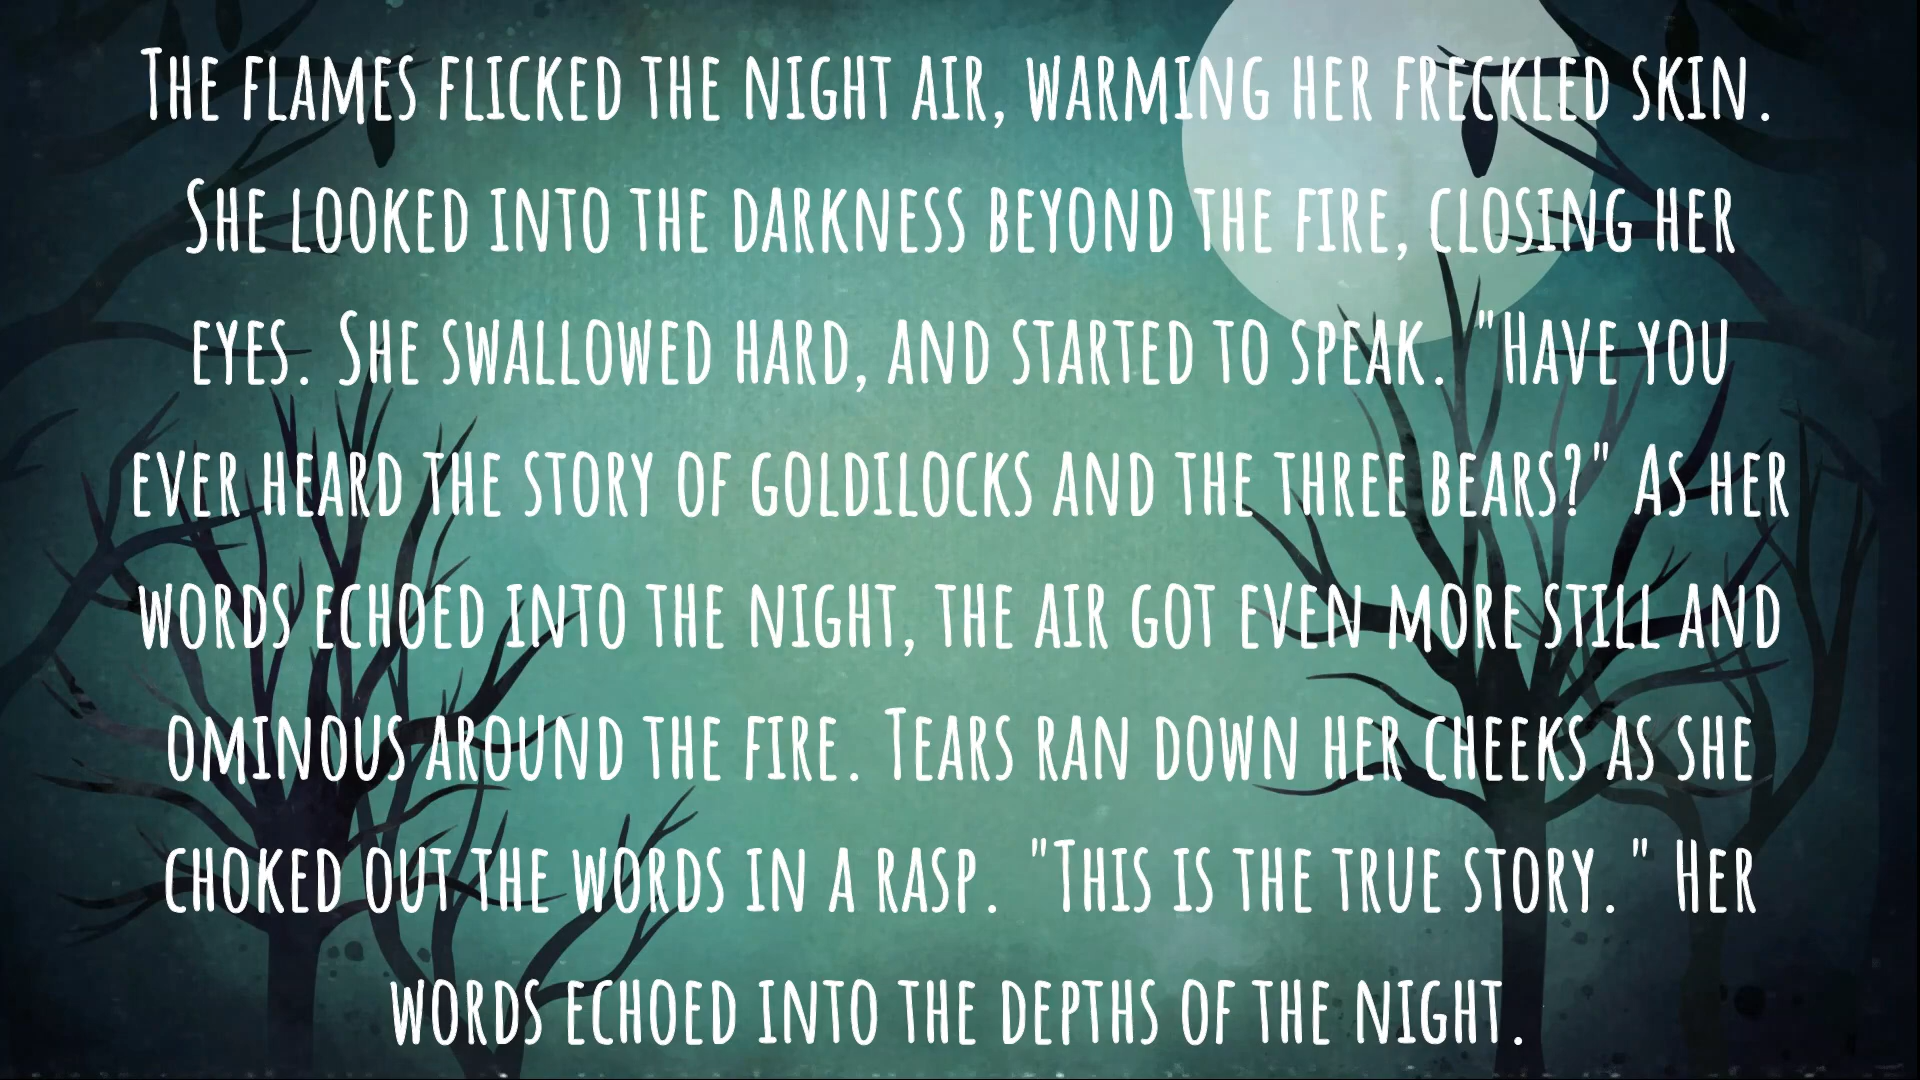 The flames flicked the night air, warming her freckled skin.
She looked into the darkness beyond the fire, closing her
eyes. She swallowed hard, and started to speak. "Have you
ever heard the story of goldilocks and the three bears?" As her
words echoed into the night, the air got even more still and
ominous around the fire. Tears ran down her cheeks as she
choked out the words in a rasp. "This is the true story." Her
words echoed into the depths of the night.